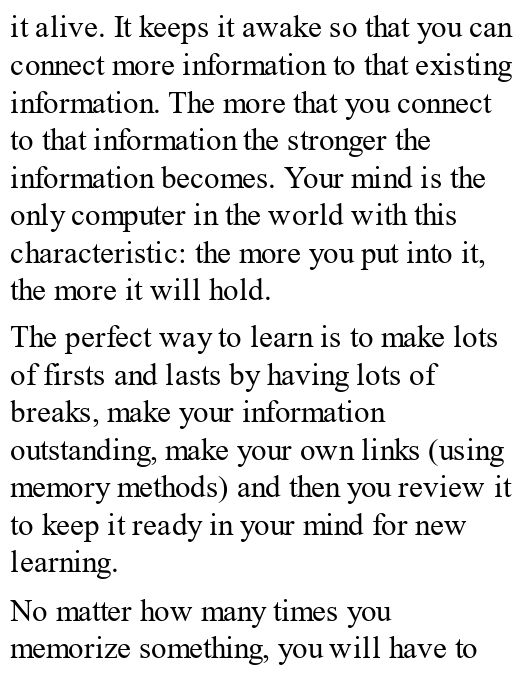 it alive. It keeps it awake so that you can
connect more information to that existing
information. The more that you connect
to that information the stronger the
information becomes. Your mind is the
only computer in the world with this
characteristic: the more you put into it,
the more it will hold.
The perfect way to learn is to make lots
of firsts and lasts by having lots of
breaks, make your information
outstanding, make your own links (using
memory methods) and then you review it
to keep it ready in your mind for new
learning.
No matter how many times you
memorize something, you will have to